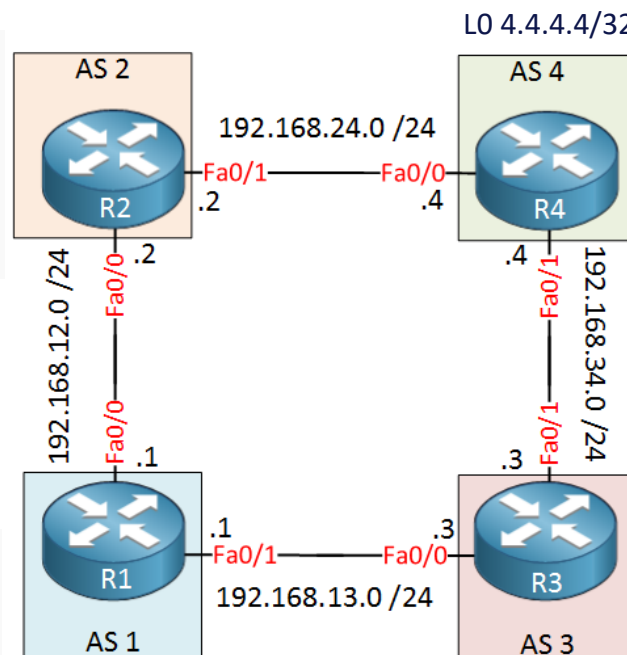 L0 4.4.4.4/32
AS 2
AS 4
192.168.24.0 /24
Fa0/1
Fa0/0
R2
.2
.4
R4
.2
.4
Fa0/0
Fa0/1
192.168.12.0 /24
192.168.34.0 /24
Fa0/0
Fa0/1
.1
.3
.1
.3
R1
Fa0/1
Fa0/0
R3
192.168.13.0 /24
AS 1
AS 3